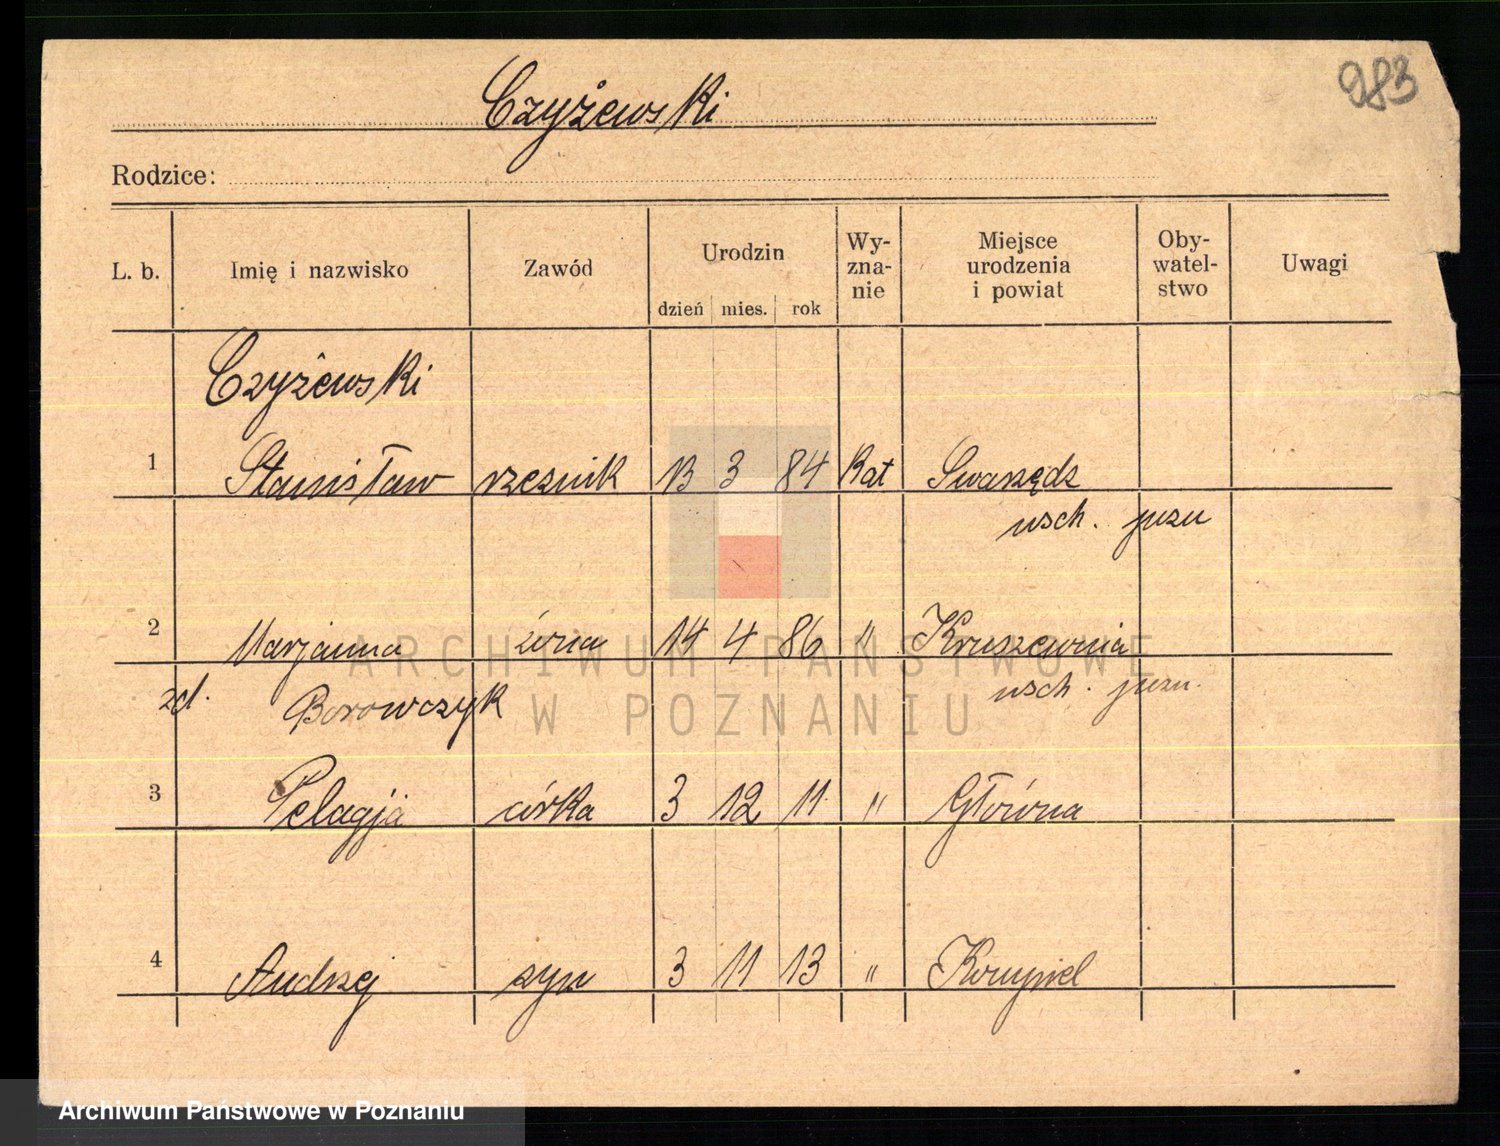 983
Czyżewski
Rodzice:
L. b. Imię i nazwisko Zawód Urodzin dzień mies. rok Wy-zna-nie Miejsce urodzenia i powiat Oby-watel-stwo Uwagi
Czyżewski
1 Stanisław rzeźnik 13 3 84 Kat Swarzędz
wsch.
2 Marjanna żona 14 4 86 " Kruszewnia
zd. Borowczyk wsch.
3 Pelagja córka 3 12 11 " Główna
4 Andrzej syn 3 11 13 "
ARCHIWUM PAŃSTWOWE
W POZNANIU
Archiwum Państwowe w Poznaniu